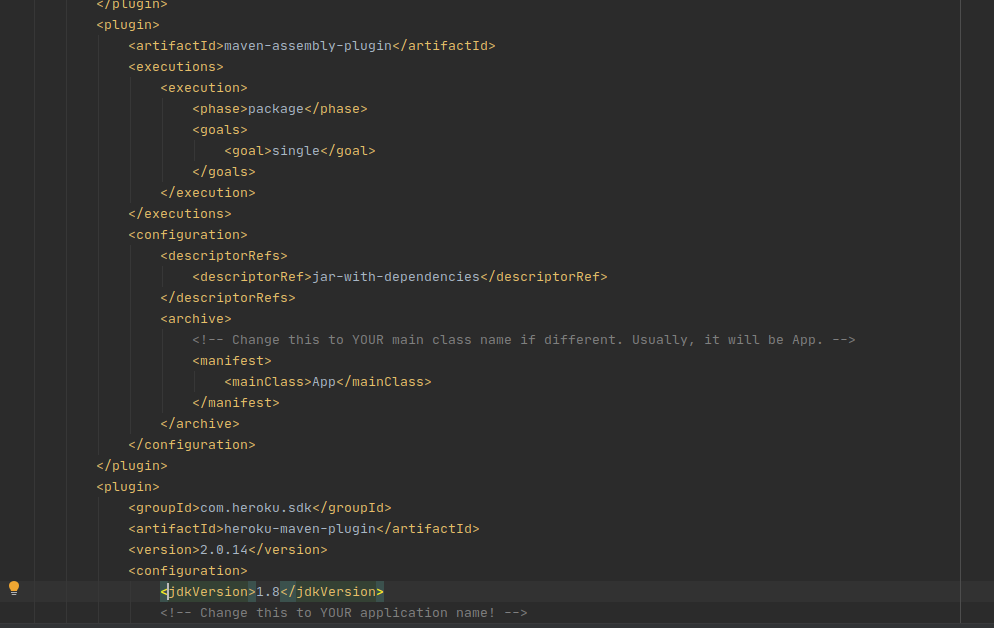 </plugin>
<plugin>
<artifactId>maven-assembly-plugin</artifactId>
<executions>
<execution>
<phase>package</phase>
<goals>
<goal>single</goal>
</goals>
</execution>
</executions>
<configuration>
<descriptorRefs>
<descriptorRef>jar-with-dependencies</descriptorRef>
</descriptorRefs>
<archive>
<!-- Change this to YOUR main class name if different. Usually, it will be App. -->
<manifest>
<mainClass>App</mainClass>
</manifest>
</archive>
</configuration>
</plugin>
<plugin>
<groupId>com.heroku.sdk</groupId>
<artifactId>heroku-maven-plugin</artifactId>
<version>2.0.14</version>
<configuration>
<jdkVersion>1.8</jdkVersion>
<!-- Change this to YOUR application name! -->